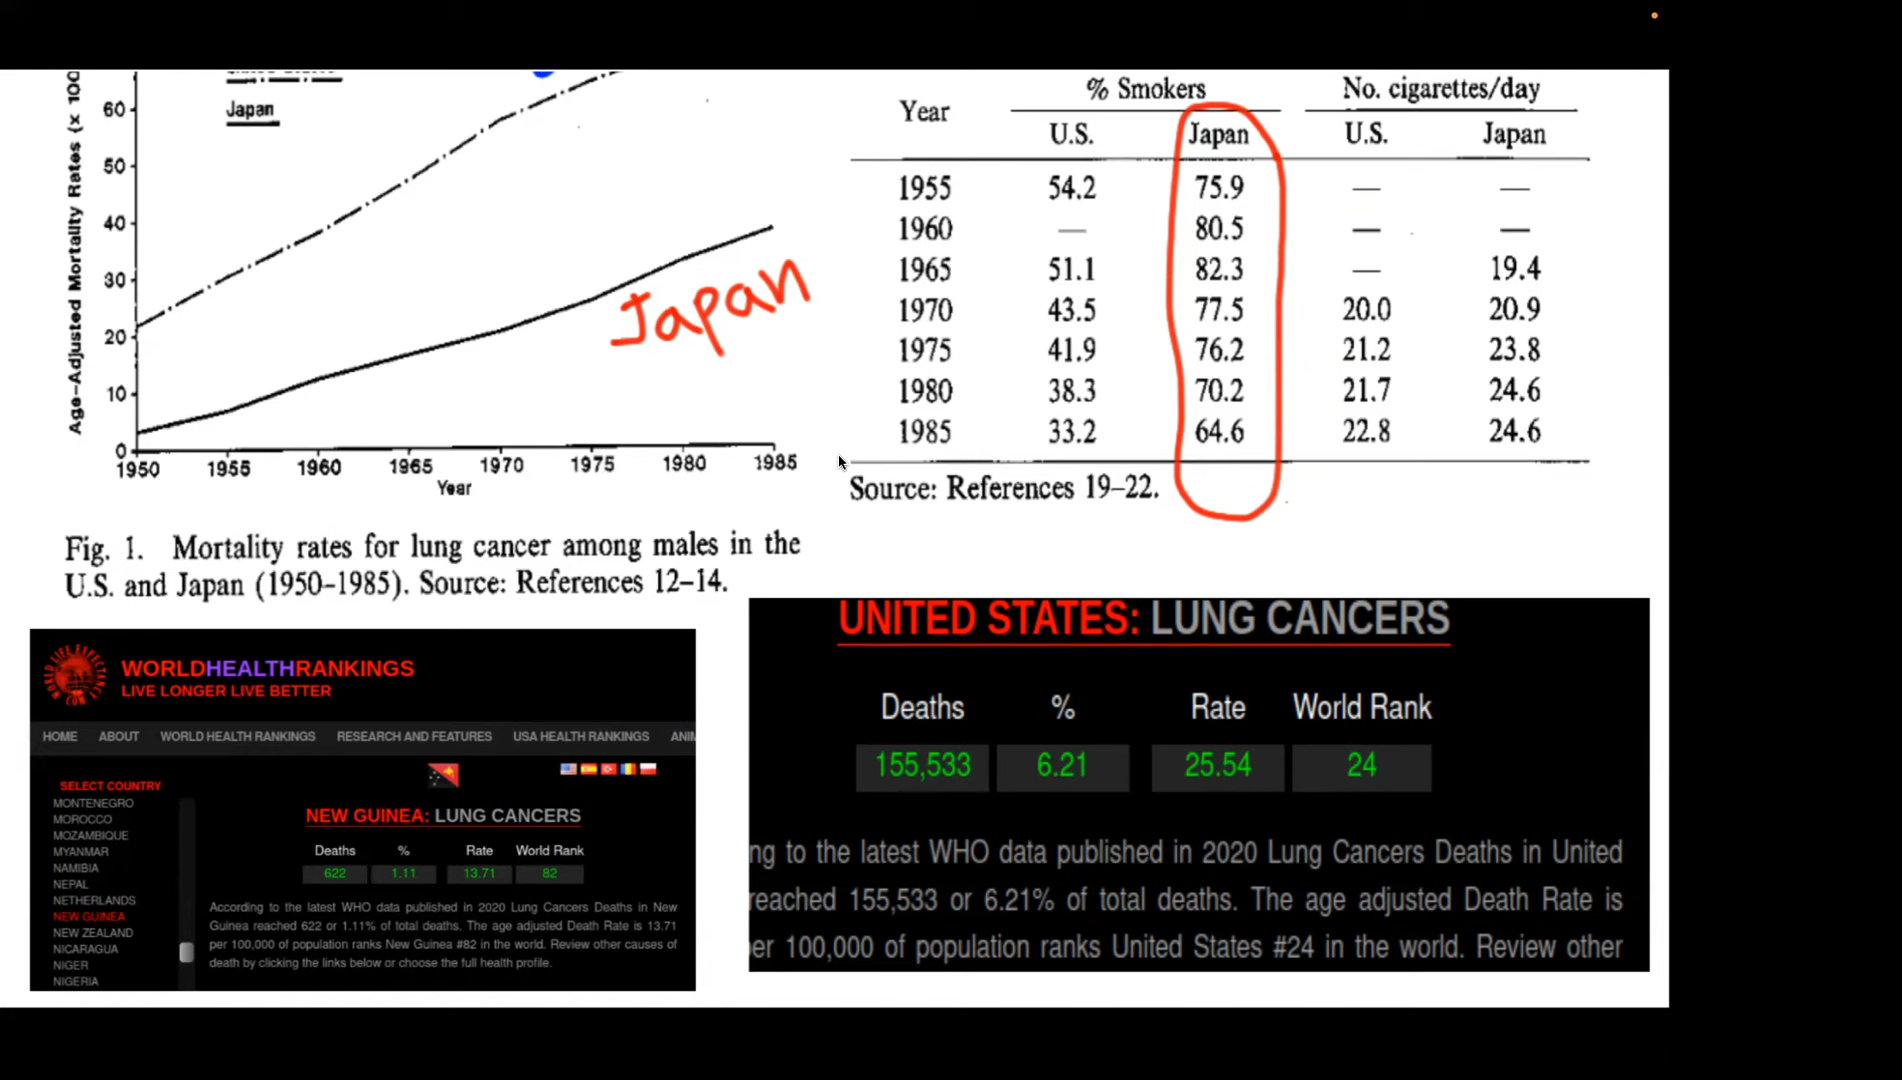 Age-Adjusted Mortality Rates (x 100
60
50
40
30
20
10
0
Japan
Japan
1950 1955 1960 1965 1970 1975 1980 1985
Year
Fig. 1. Mortality rates for lung cancer among males in the
U.S. and Japan (1950–1985). Source: References 12–14.
% Smokers No. cigarettes/day
Year
U.S. Japan U.S. Japan
1955 54.2 75.9 — —
1960 — 80.5 — —
1965 51.1 82.3 — 19.4
1970 43.5 77.5 20.0 20.9
1975 41.9 76.2 21.2 23.8
1980 38.3 70.2 21.7 24.6
1985 33.2 64.6 22.8 24.6
Source: References 19–22.
WORLD LIFE EXPECTANCY.COM
WORLDHEALTHRANKINGS
LIVE LONGER LIVE BETTER
HOME ABOUT WORLD HEALTH RANKINGS RESEARCH AND FEATURES USA HEALTH RANKINGS ANIM
SELECT COUNTRY
MONTENEGRO
MOROCCO
MOZAMBIQUE
MYANMAR
NAMIBIA
NEPAL
NETHERLANDS
NEW GUINEA
NEW ZEALAND
NICARAGUA
NIGER
NIGERIA
NEW GUINEA: LUNG CANCERS
Deaths % Rate World Rank
622 1.11 13.71 82
According to the latest WHO data published in 2020 Lung Cancers Deaths in New
Guinea reached 622 or 1.11% of total deaths. The age adjusted Death Rate is 13.71
per 100,000 of population ranks New Guinea #82 in the world. Review other causes of
death by clicking the links below or choose the full health profile.
UNITED STATES: LUNG CANCERS
Deaths % Rate World Rank
155,533 6.21 25.54 24
ng to the latest WHO data published in 2020 Lung Cancers Deaths in United
reached 155,533 or 6.21% of total deaths. The age adjusted Death Rate is
per 100,000 of population ranks United States #24 in the world. Review other